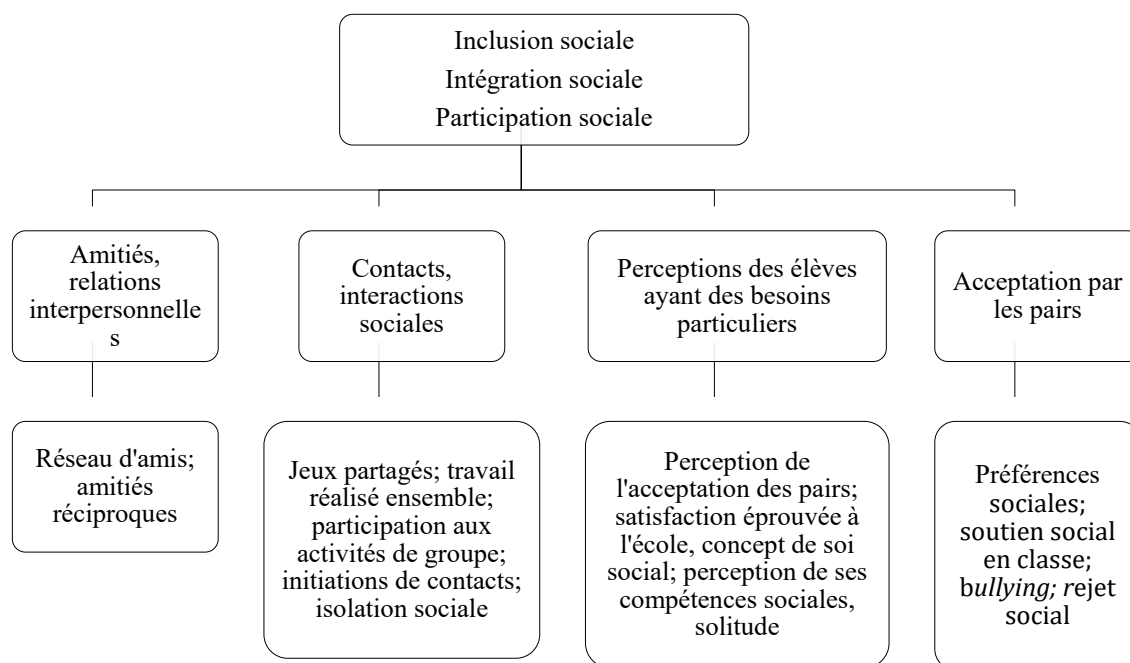 Inclusion sociale
Intégration sociale
Participation sociale
Amitiés,
relations
interpersonnelle
s
Contacts,
interactions
sociales
Perceptions des élèves
ayant des besoins
particuliers
Acceptation par
les pairs
Réseau d'amis;
amitiés
réciproques
Jeux partagés; travail
réalisé ensemble;
participation aux
activités de groupe;
initiations de contacts;
isolation sociale
Perception de
l'acceptation des pairs;
satisfaction éprouvée à
l'école, concept de soi
social; perception de ses
compétences sociales,
solitude
Préférences
sociales;
soutien social
en classe;
bullying; rejet
social